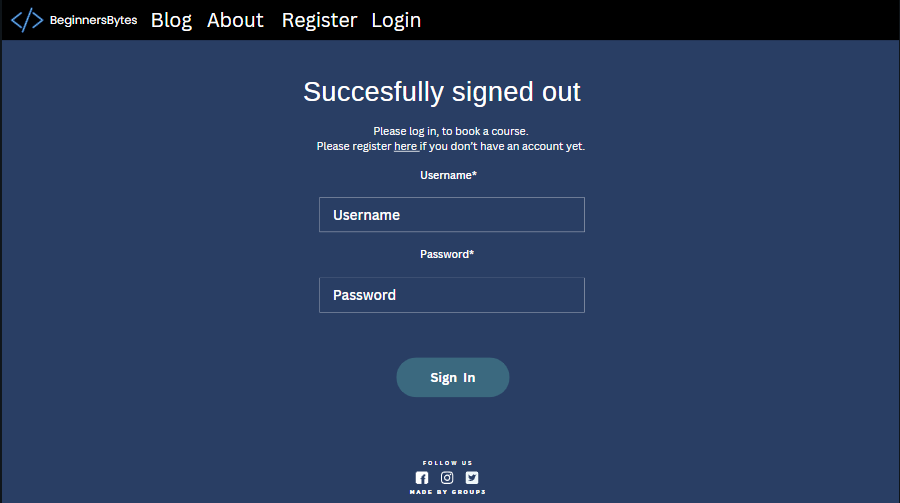 </> BeginnersBytes Blog About Register Login
Succesfully signed out
Please log in, to book a course.
Please register here if you don't have an account yet.
Username*
Username
Password*
Password
Sign In
FOLLOW US
MADE BY GROUP3